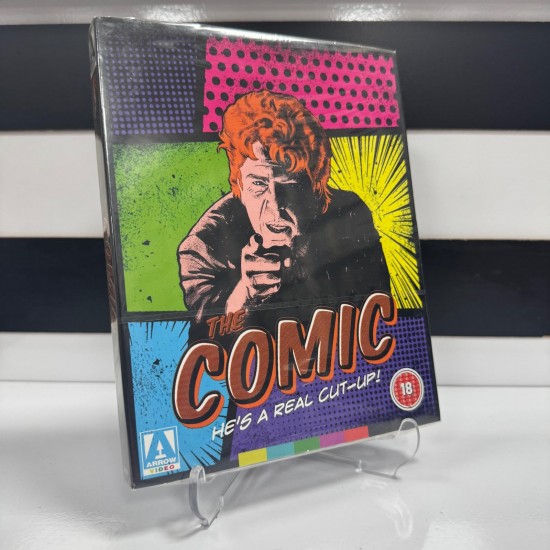 THE
COMIC
HE'S A REAL CUT-UP!
18
ARROW
VIDEO